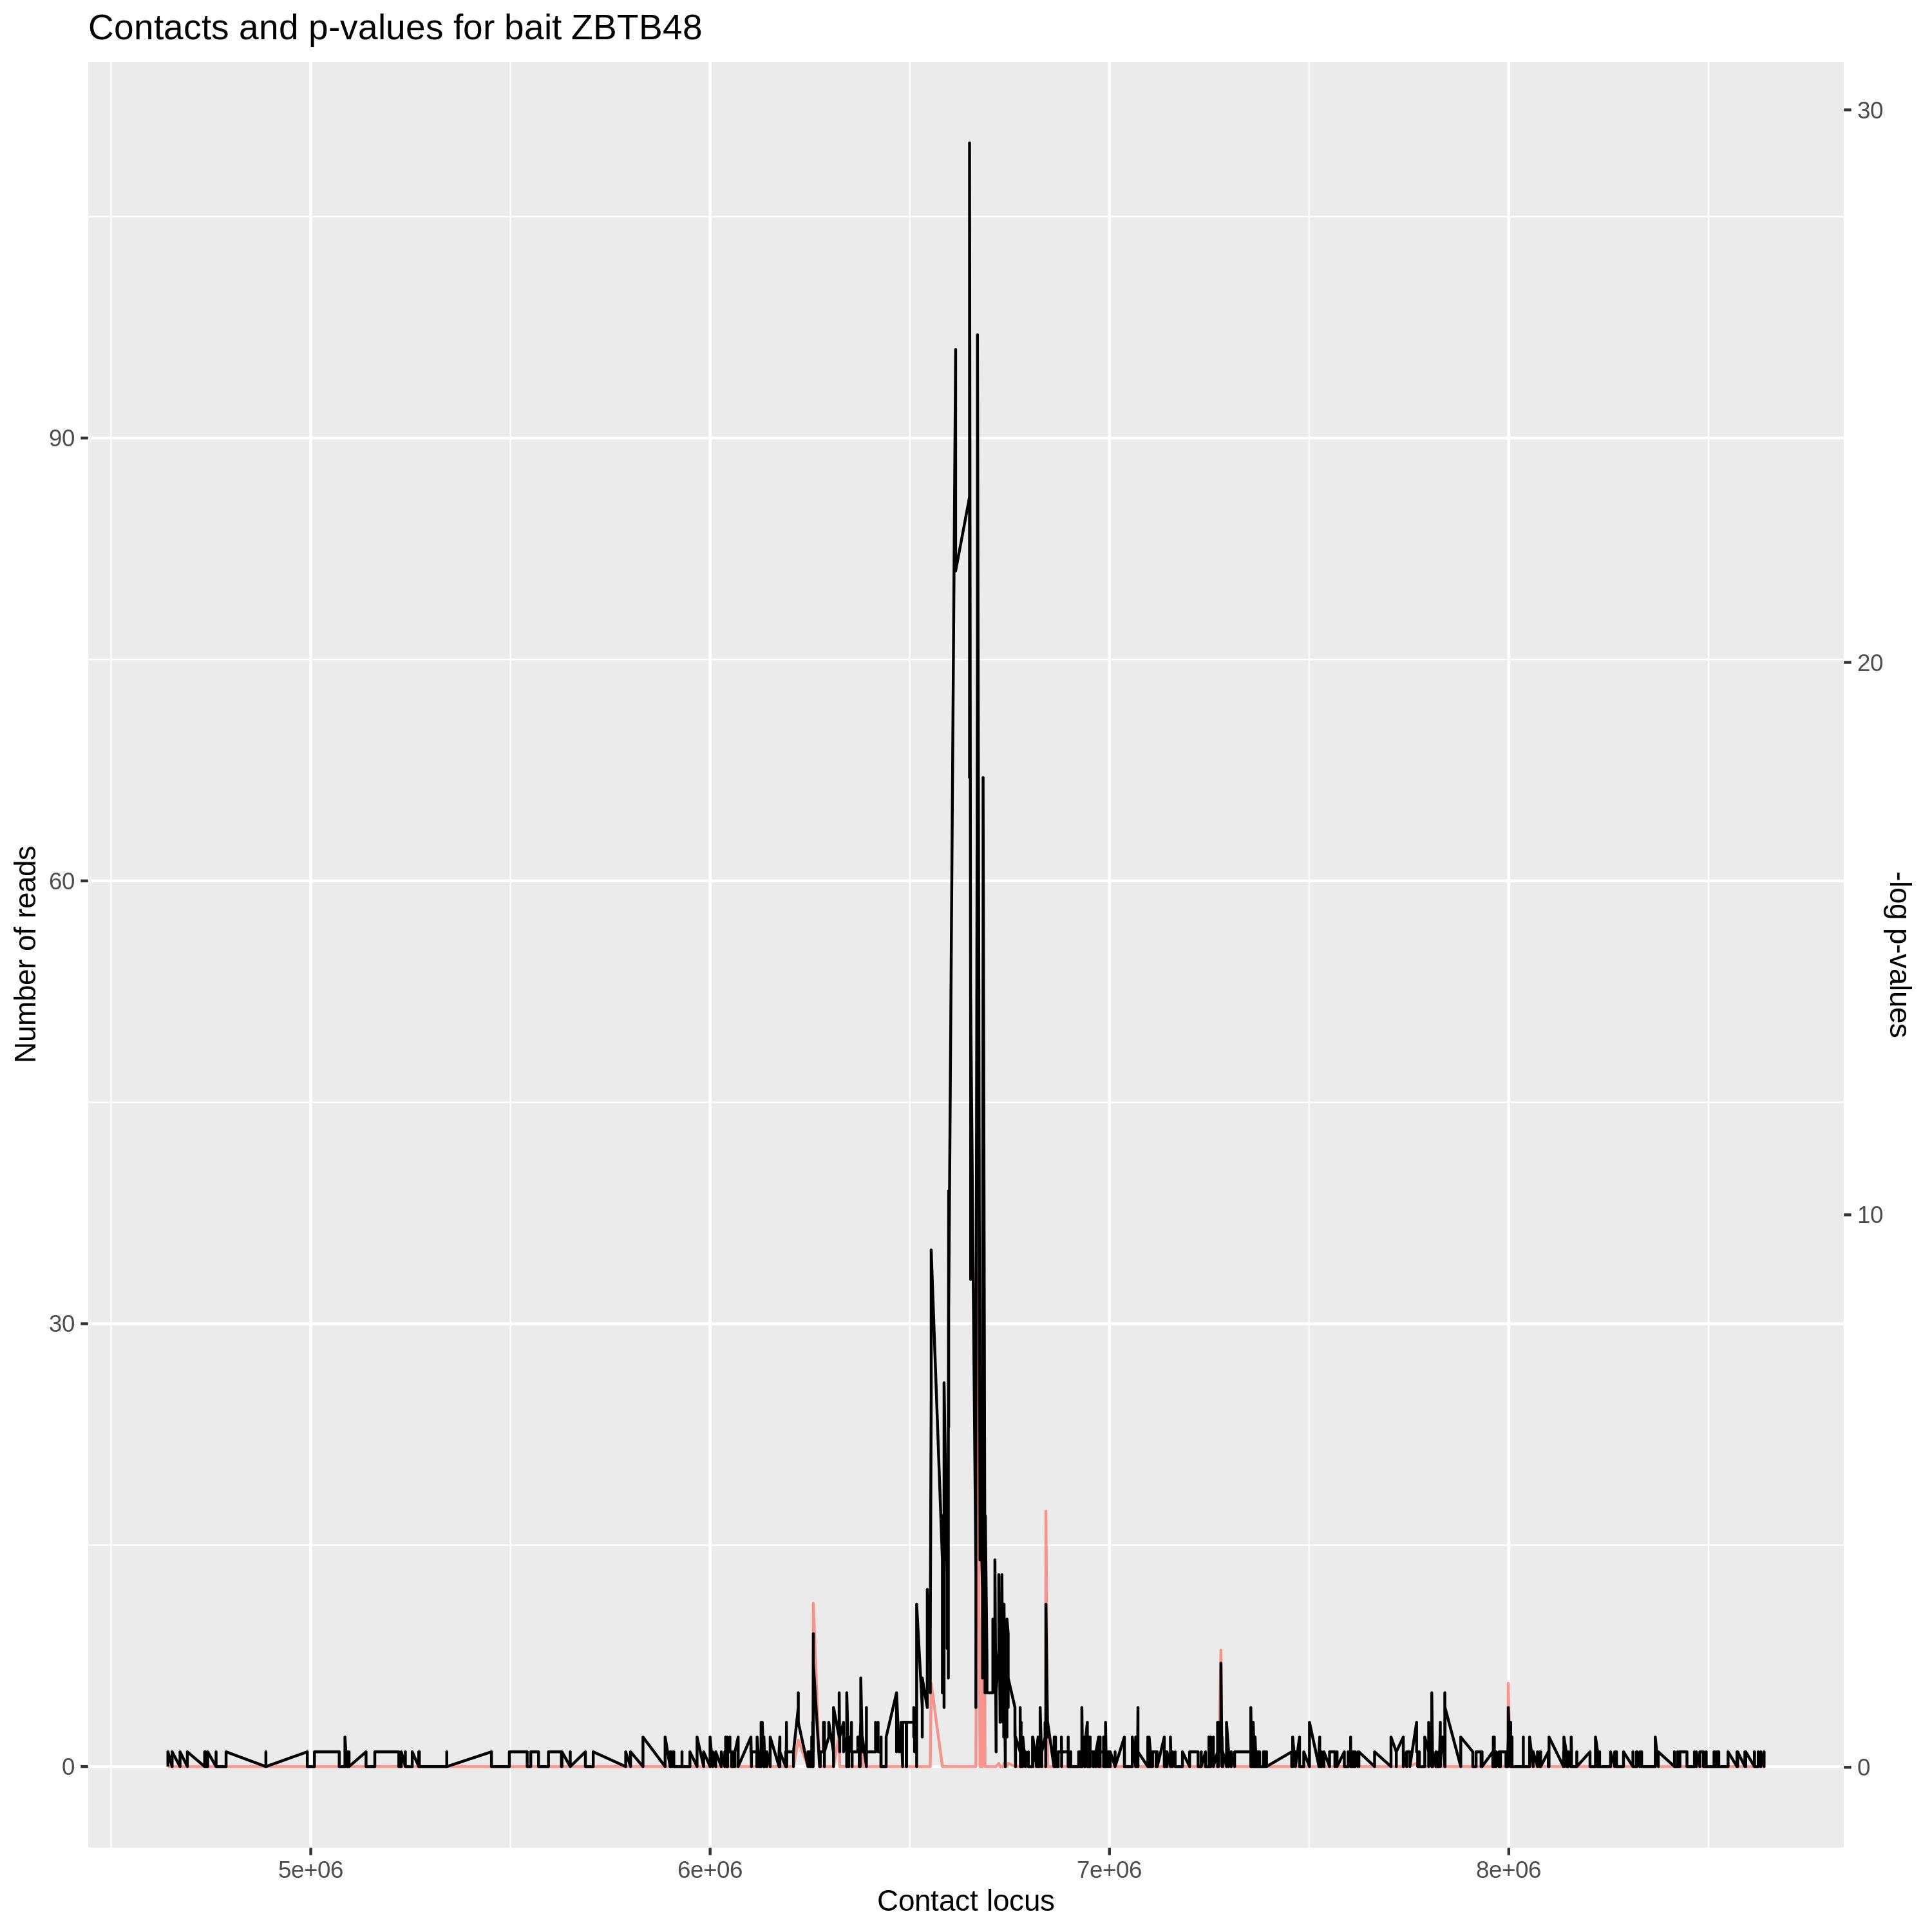 Contacts and p-values for bait ZBTB48
Number of reads
90
60
30
0
30
20
10
0
-log p-values
5e+06 6e+06 7e+06 8e+06
Contact locus